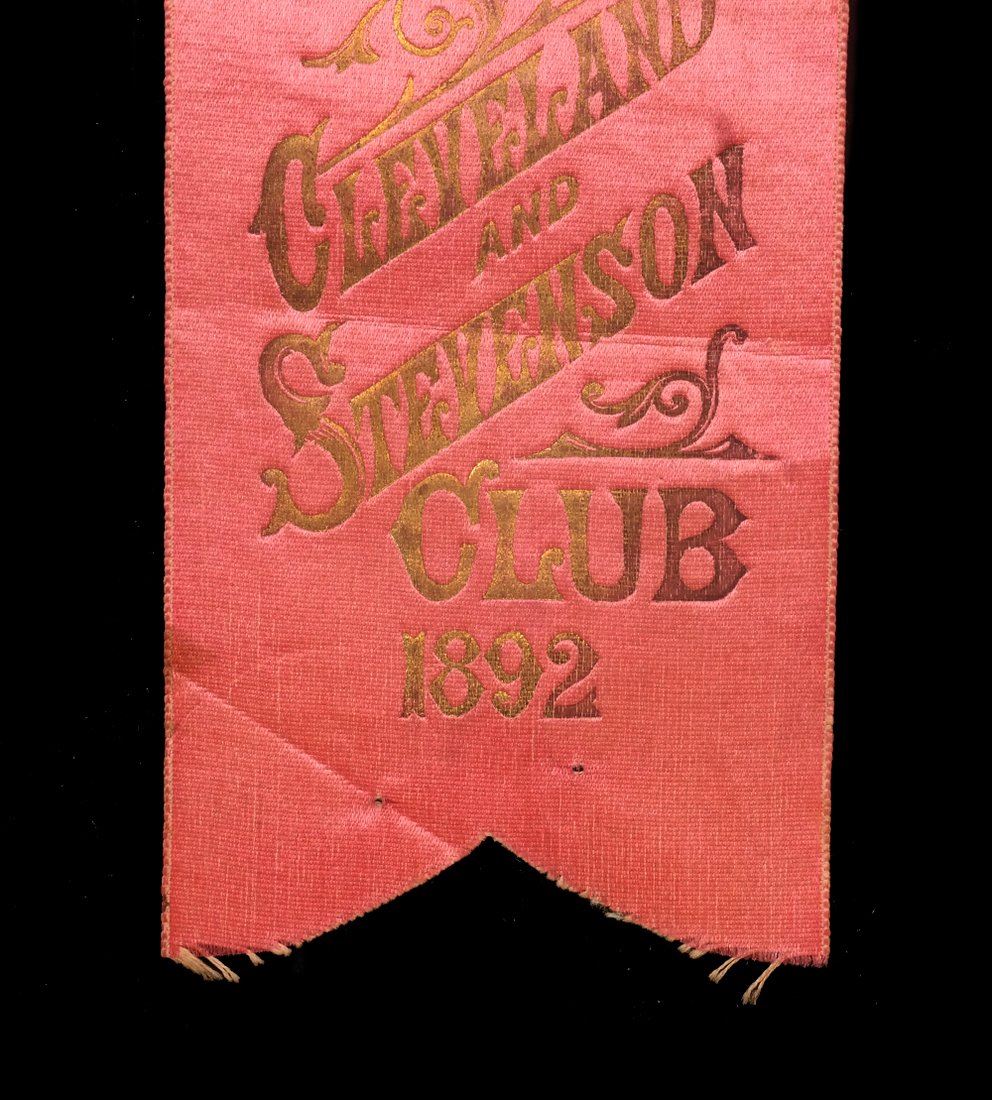 CLEVELAND
AND
STEVENSON
CLUB
1892